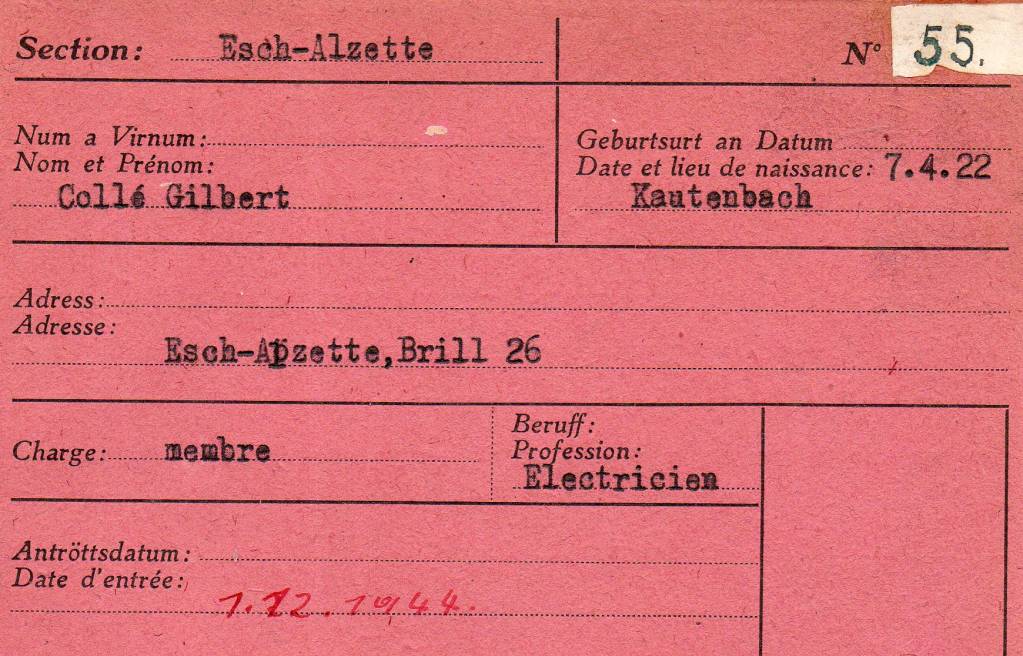 Section: Esch-Alzette N° 55.
Num a Virnum:
Nom et Prénom:
Collé Gilbert
Geburtsurt an Datum
Date et lieu de naissance: 7.4.22
Kautenbach
Adress:
Adresse:
Esch-Alzette, Brill 26
Charge: membre
Beruff:
Profession:
Electricien
Antröttsdatum:
Date d'entrée:
1.12.1944.